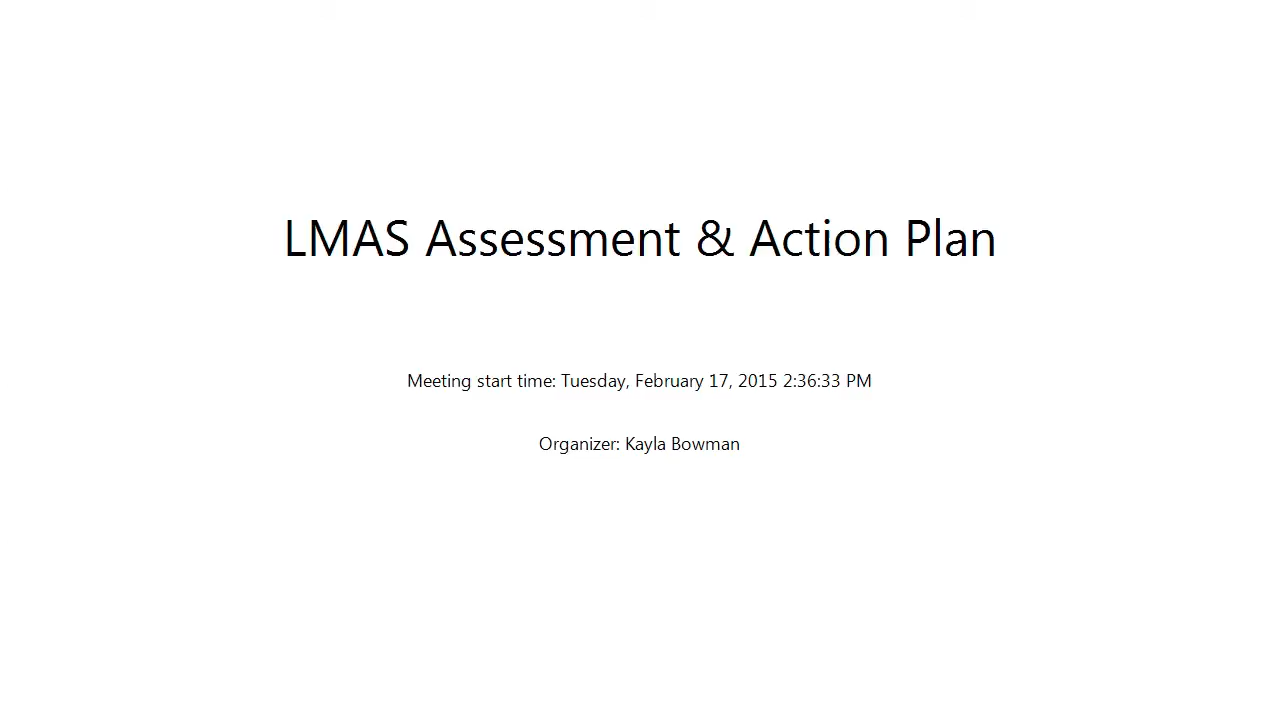 LMAS Assessment & Action Plan
Meeting start time: Tuesday, February 17, 2015 2:36:33 PM
Organizer: Kayla Bowman